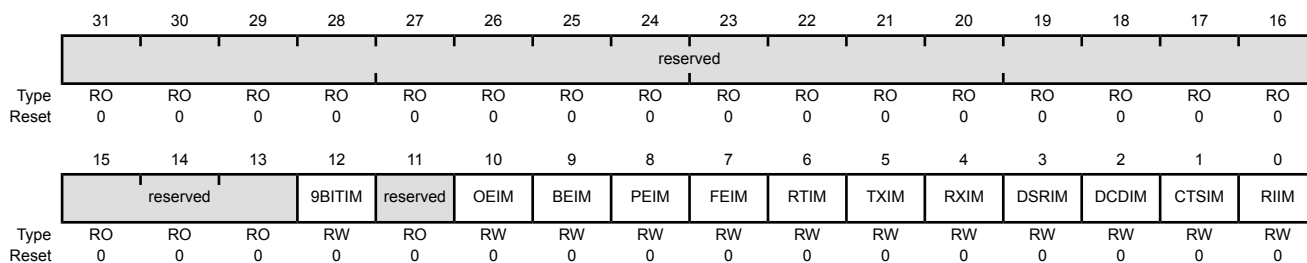 31 30 29 28 27 26 25 24 23 22 21 20 19 18 17 16
reserved
Type RO RO RO RO RO RO RO RO RO RO RO RO RO RO RO RO
Reset 0 0 0 0 0 0 0 0 0 0 0 0 0 0 0 0
15 14 13 12 11 10 9 8 7 6 5 4 3 2 1 0
reserved 9BITIM reserved OEIM BEIM PEIM FEIM RTIM TXIM RXIM DSRIM DCDIM CTSIM RIIM
Type RO RO RO RW RO RW RW RW RW RW RW RW RW RW RW RW
Reset 0 0 0 0 0 0 0 0 0 0 0 0 0 0 0 0